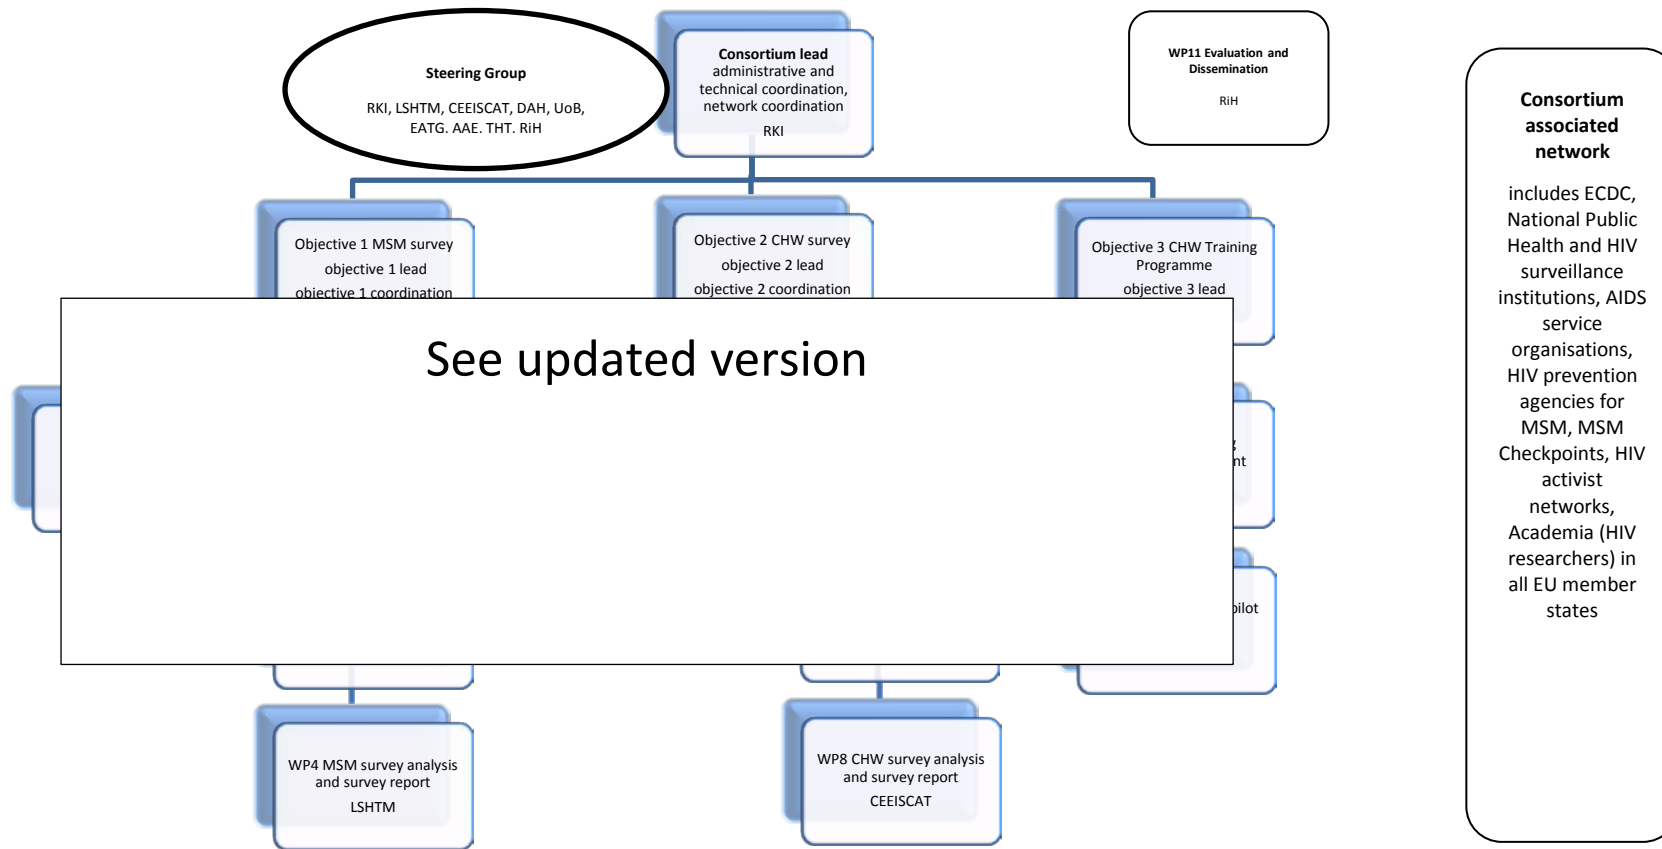 Steering Group
RKI, LSHTM, CEEISCAT, DAH, UoB,
EATG. AAE. THT. RiH
Consortium lead
administrative and
technical coordination,
network coordination
RKI
WP11 Evaluation and
Dissemination
RiH
Consortium
associated
network
includes ECDC,
National Public
Health and HIV
surveillance
institutions, AIDS
service
organisations,
HIV prevention
agencies for
MSM, MSM
Checkpoints, HIV
activist
networks,
Academia (HIV
researchers) in
all EU member
states
Objective 1 MSM survey
objective 1 lead
objective 1 coordination
Objective 2 CHW survey
objective 2 lead
objective 2 coordination
Objective 3 CHW Training
Programme
objective 3 lead
See updated version
WP4 MSM survey analysis
and survey report
LSHTM
WP8 CHW survey analysis
and survey report
CEEISCAT